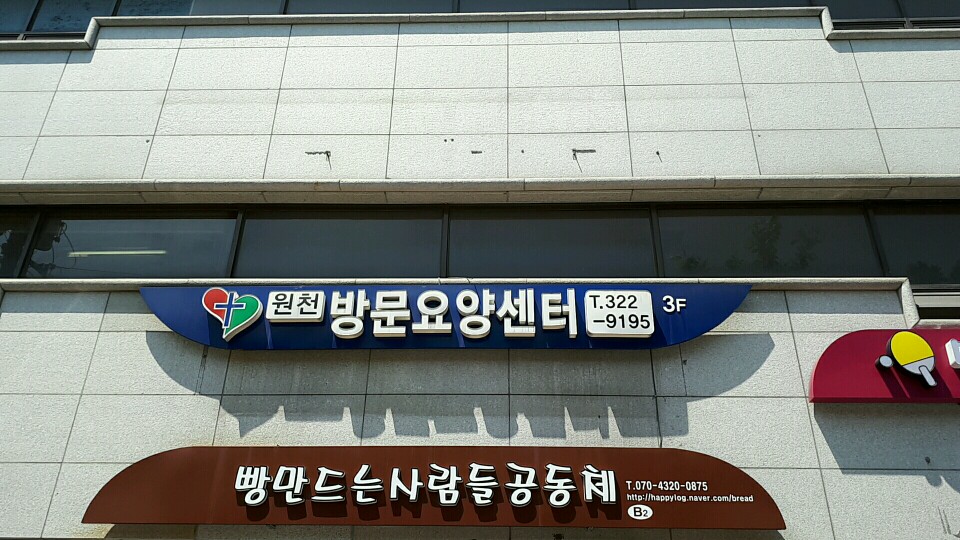 원천 방문요양센터 T.322 3F
-9195
빵만드는사람들공동체 T.070-4320-0875
http://happylog.naver.com/bread
B2